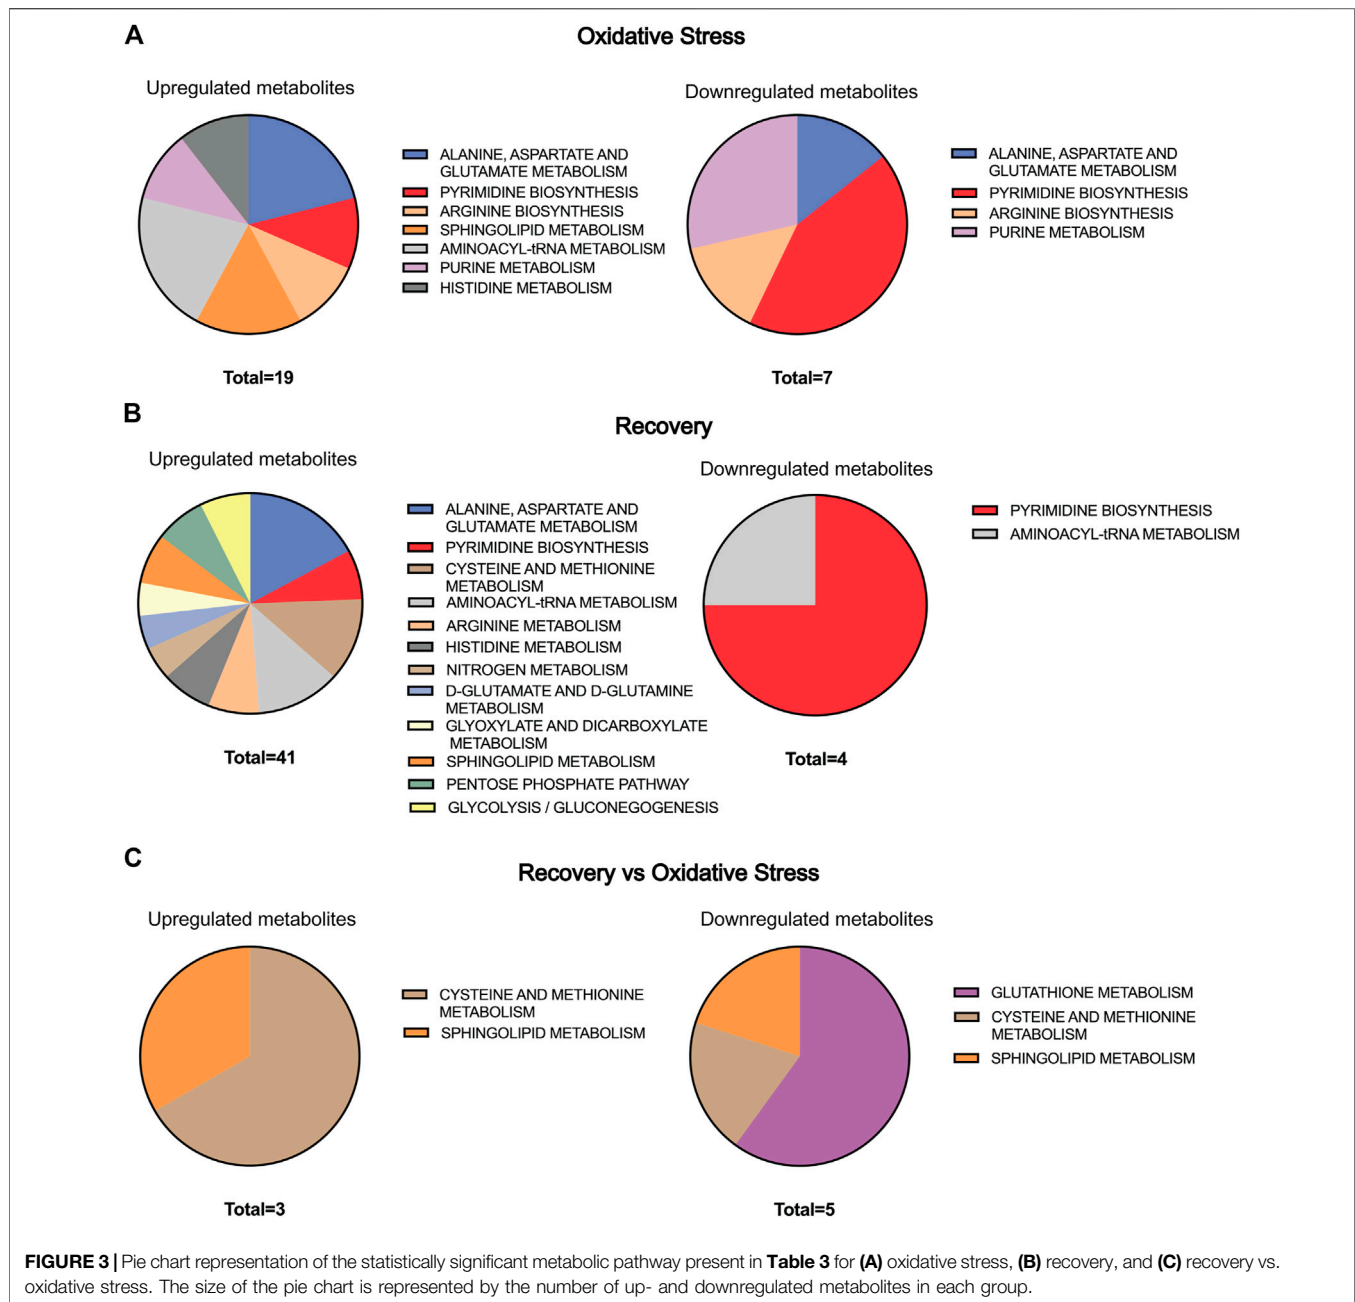 A
Oxidative Stress
Upregulated metabolites
ALANINE, ASPARTATE AND
GLUTAMATE METABOLISM
PYRIMIDINE BIOSYNTHESIS
ARGININE BIOSYNTHESIS
SPHINGOLIPID METABOLISM
AMINOACYL-tRNA METABOLISM
PURINE METABOLISM
HISTIDINE METABOLISM
Total=19
Downregulated metabolites
ALANINE, ASPARTATE AND
GLUTAMATE METABOLISM
PYRIMIDINE BIOSYNTHESIS
ARGININE BIOSYNTHESIS
PURINE METABOLISM
Total=7
B
Recovery
Upregulated metabolites
ALANINE, ASPARTATE AND
GLUTAMATE METABOLISM
PYRIMIDINE BIOSYNTHESIS
CYSTEINE AND METHIONINE
METABOLISM
AMINOACYL-tRNA METABOLISM
ARGININE METABOLISM
HISTIDINE METABOLISM
NITROGEN METABOLISM
D-GLUTAMATE AND D-GLUTAMINE
METABOLISM
GLYOXYLATE AND DICARBOXYLATE
METABOLISM
SPHINGOLIPID METABOLISM
PENTOSE PHOSPHATE PATHWAY
GLYCOLYSIS / GLUCONEGOGENESIS
Total=41
Downregulated metabolites
PYRIMIDINE BIOSYNTHESIS
AMINOACYL-tRNA METABOLISM
Total=4
C
Recovery vs Oxidative Stress
Upregulated metabolites
CYSTEINE AND METHIONINE
METABOLISM
SPHINGOLIPID METABOLISM
Total=3
Downregulated metabolites
GLUTATHIONE METABOLISM
CYSTEINE AND METHIONINE
METABOLISM
SPHINGOLIPID METABOLISM
Total=5
FIGURE 3 | Pie chart representation of the statistically significant metabolic pathway present in Table 3 for (A) oxidative stress, (B) recovery, and (C) recovery vs.
oxidative stress. The size of the pie chart is represented by the number of up- and downregulated metabolites in each group.